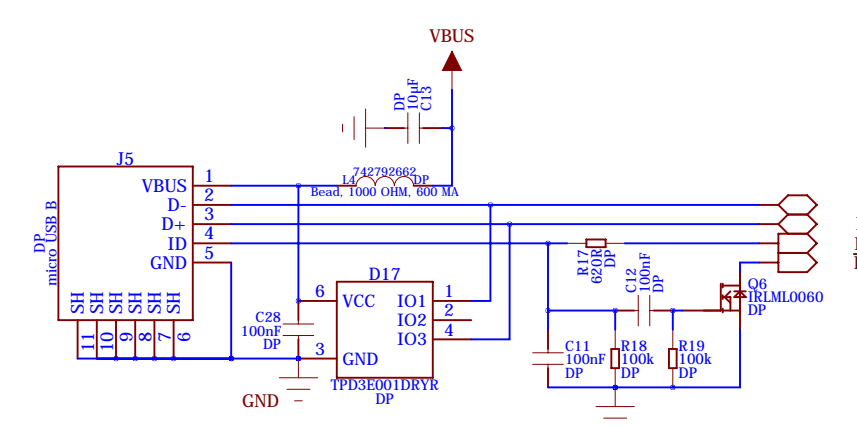 VBUS
DP
10µF
C13
J5
742792662
L4
DP
Bead, 1000 OHM, 600 MA
VBUS 1
D- 2
D+ 3
ID 4
GND 5
DP
micro USB B
SH
SH
SH
SH
SH
SH
11
10
9
8
7
6
D17
6 VCC
IO1 1
IO2 2
IO3 4
3 GND
TPD3E001DRYR
DP
C28
100nF
DP
GND
R17
620R
DP
C12
100nF
DP
Q6
IRLML0060
DP
C11
100nF
DP
R18
100k
DP
R19
100k
DP